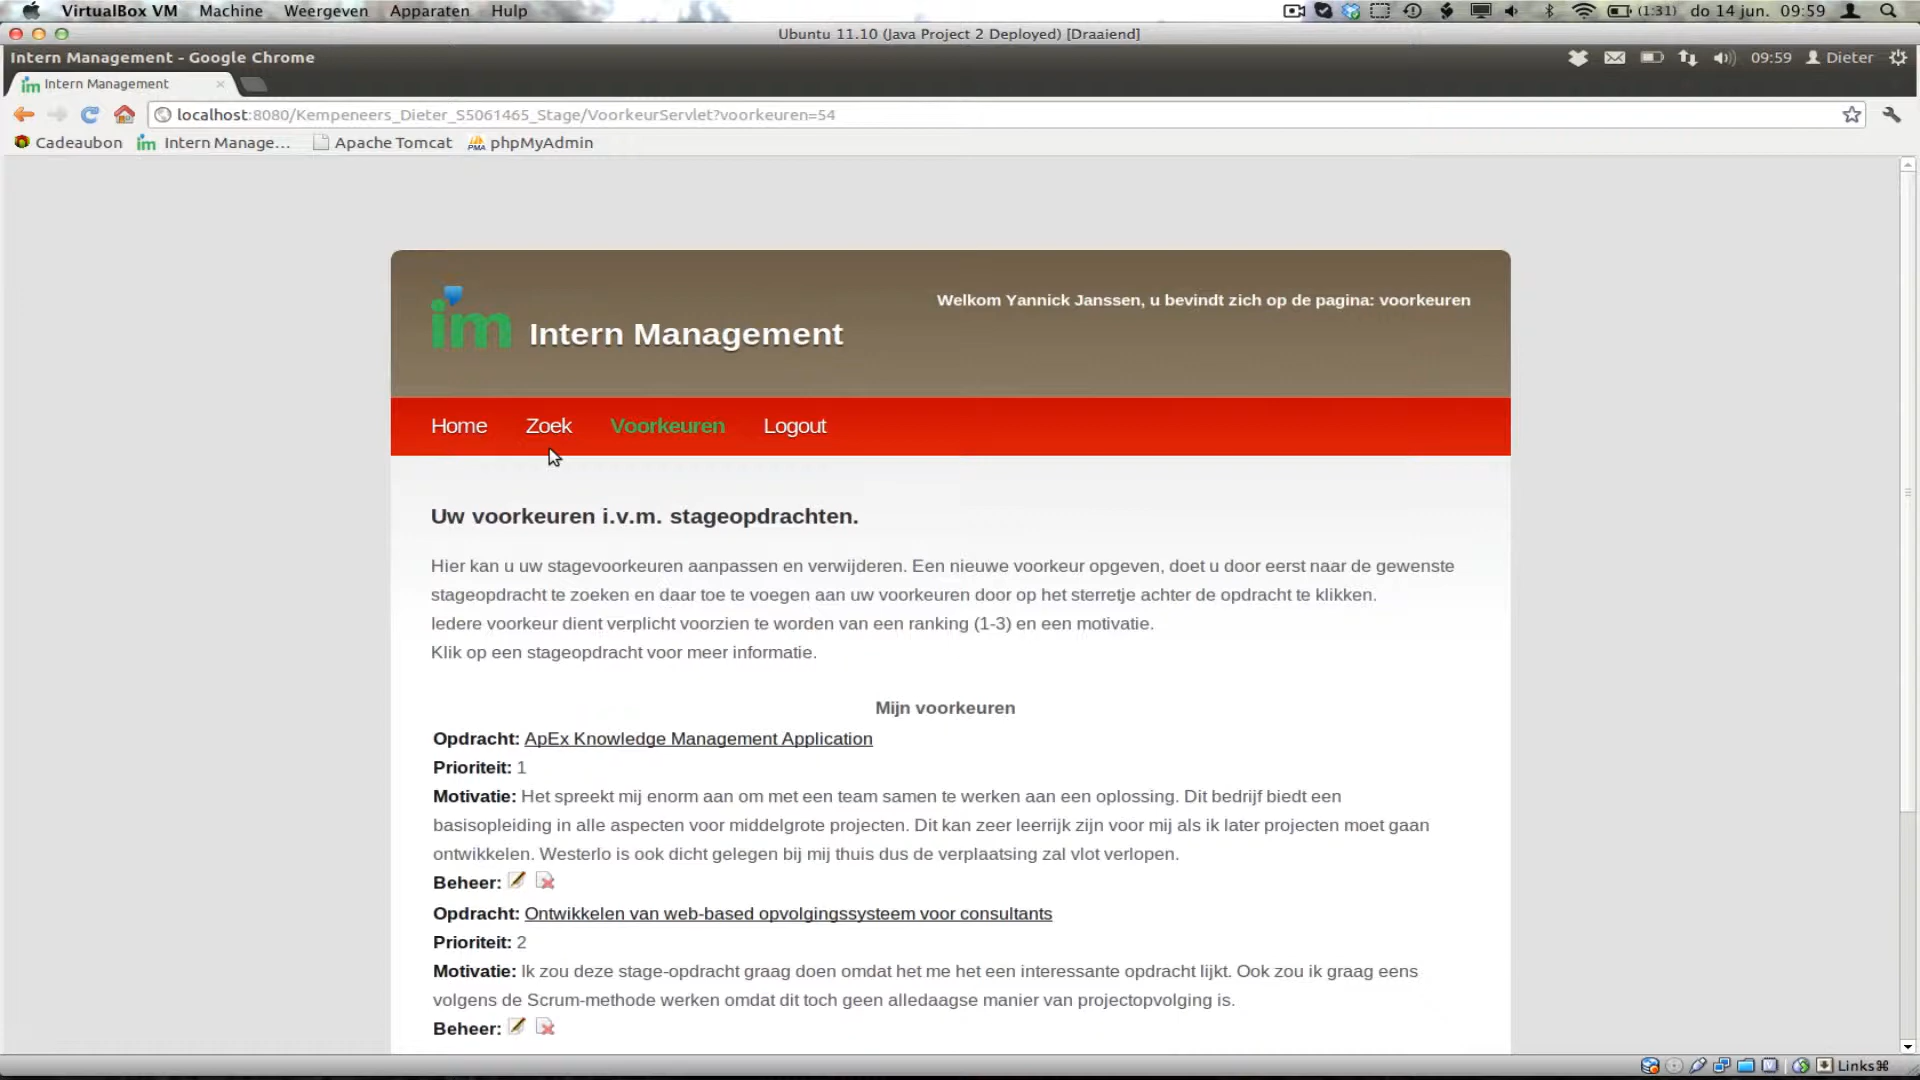 VirtualBox VM Machine Weergeven Apparaten Hulp (1:31) do 14 jun. 09:59
Ubuntu 11.10 (Java Project 2 Deployed) [Draaiend]
Intern Management - Google Chrome 09:59 Dieter
im Intern Management
localhost:8080/Kempeneers_Dieter_S5061465_Stage/VoorkeurServlet?voorkeuren=54
Cadeaubon im Intern Manage... Apache Tomcat PMA phpMyAdmin
Welkom Yannick Janssen, u bevindt zich op de pagina: voorkeuren
im Intern Management
Home Zoek Voorkeuren Logout
Uw voorkeuren i.v.m. stageopdrachten.
Hier kan u uw stagevoorkeuren aanpassen en verwijderen. Een nieuwe voorkeur opgeven, doet u door eerst naar de gewenste
stageopdracht te zoeken en daar toe te voegen aan uw voorkeuren door op het sterretje achter de opdracht te klikken.
Iedere voorkeur dient verplicht voorzien te worden van een ranking (1-3) en een motivatie.
Klik op een stageopdracht voor meer informatie.
Mijn voorkeuren
Opdracht: ApEx Knowledge Management Application
Prioriteit: 1
Motivatie: Het spreekt mij enorm aan om met een team samen te werken aan een oplossing. Dit bedrijf biedt een
basisopleiding in alle aspecten voor middelgrote projecten. Dit kan zeer leerrijk zijn voor mij als ik later projecten moet gaan
ontwikkelen. Westerlo is ook dicht gelegen bij mij thuis dus de verplaatsing zal vlot verlopen.
Beheer:
Opdracht: Ontwikkelen van web-based opvolgingssysteem voor consultants
Prioriteit: 2
Motivatie: Ik zou deze stage-opdracht graag doen omdat het me het een interessante opdracht lijkt. Ook zou ik graag eens
volgens de Scrum-methode werken omdat dit toch geen alledaagse manier van projectopvolging is.
Beheer:
Links⌘